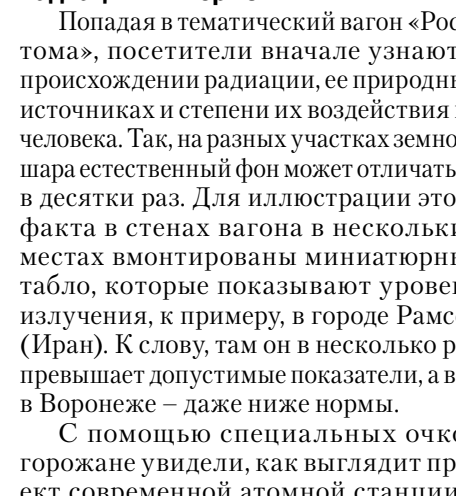 Попадая в тематический вагон «Рос
тома», посетители вначале узнают
происхождении радиации, ее природн
источниках и степени их воздействия
человека. Так, на разных участках земно
шара естественный фон может отличать
в десятки раз. Для иллюстрации это
факта в стенах вагона в нескольки
местах вмонтированы миниатюрн
табло, которые показывают урове
излучения, к примеру, в городе Рамс
(Иран). К слову, там он в несколько р
превышает допустимые показатели, а в
в Воронеже – даже ниже нормы.
С помощью специальных очко
горожане увидели, как выглядит пр
ект современной атомной станции